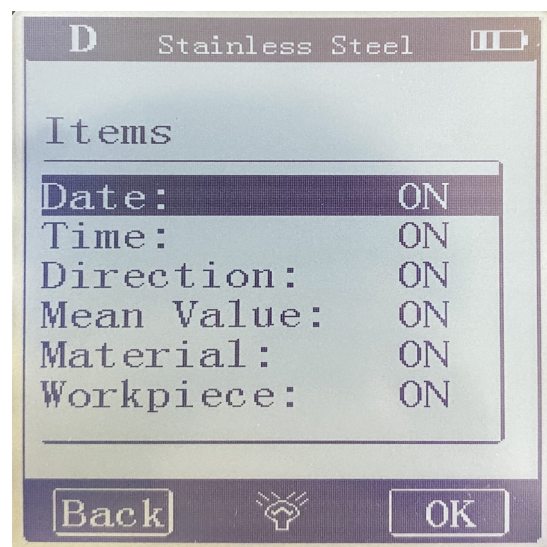 D Stainless Steel
Items
Date: ON
Time: ON
Direction: ON
Mean Value: ON
Material: ON
Workpiece: ON
Back OK